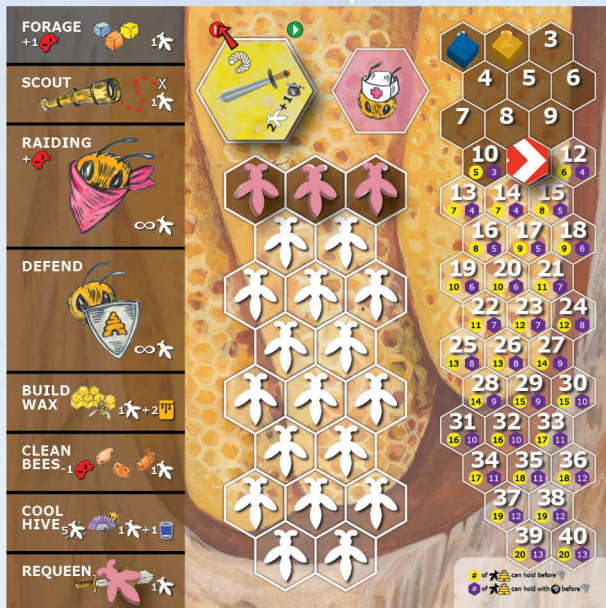 FORAGE
+1 1
SCOUT
X
1
RAIDING
+
∞
DEFEND
∞
BUILD
WAX 1 +2
CLEAN
BEES -1 1
COOL
HIVE 5 1 +1
REQUEEN
1
2 +1
2 3
4 5 6
7 8 9
10 12
5 3 6 4
13 14 15
7 4 7 4 8 5
16 17 18
8 5 9 5 9 6
19 20 21
10 6 10 6 11 7
22 23 24
11 7 12 7 12 8
25 26 27
13 8 13 8 14 9
28 29 30
14 9 15 9 15 10
31 32 33
16 10 16 10 17 11
34 35 36
17 11 18 11 18 12
37 38
19 12 19 12
39 40
20 13 20 13
# of can hold before
# of can hold with before